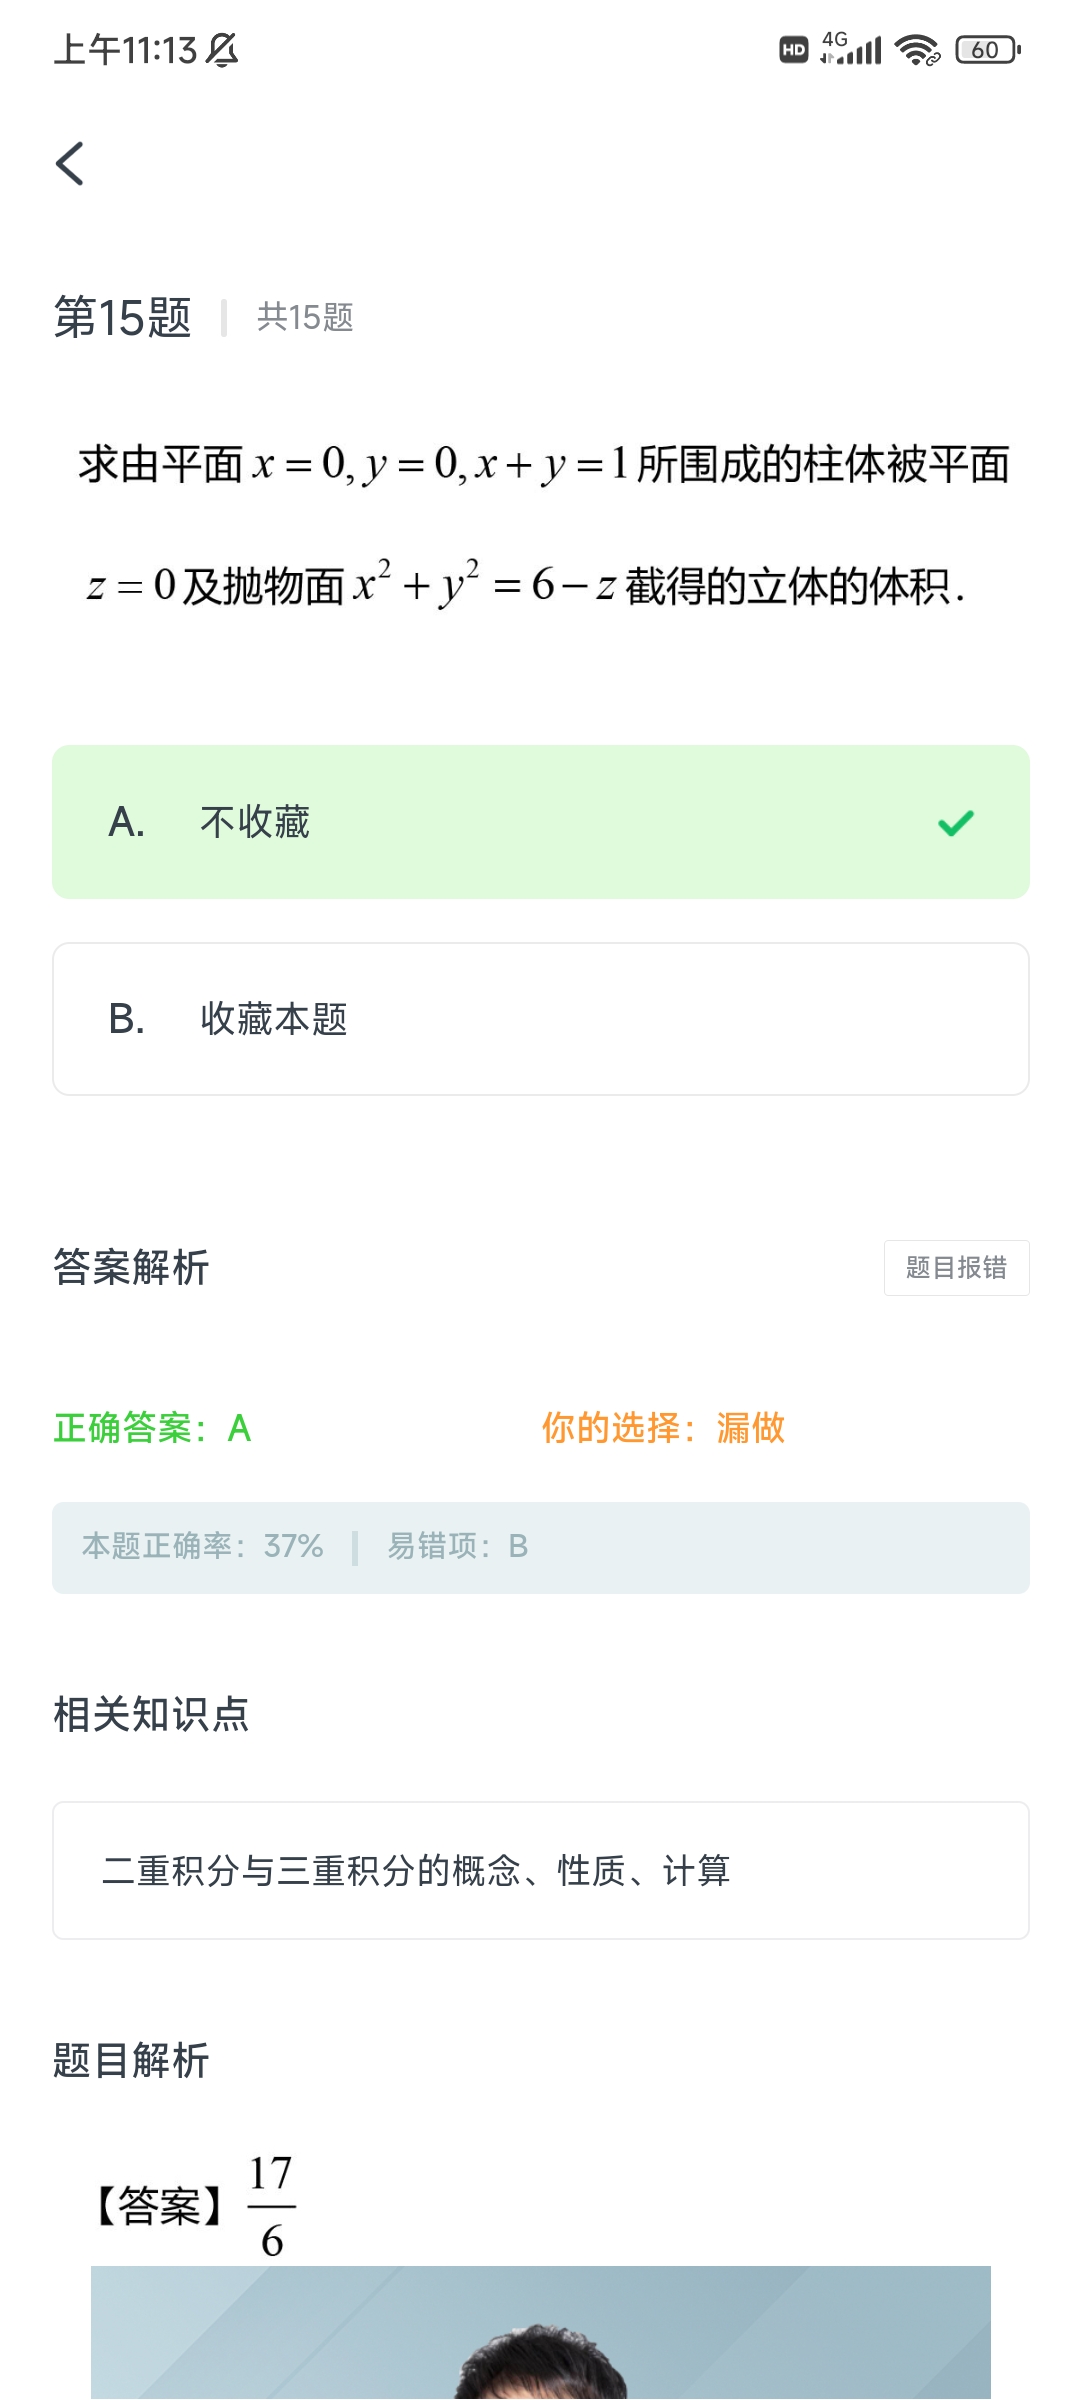 上午11:13 HD 4G 60
第15题 共15题
求由平面 x = 0, y = 0, x + y = 1 所围成的柱体被平面
z = 0 及抛物面 x² + y² = 6 − z 截得的立体的体积.
A. 不收藏
B. 收藏本题
答案解析 题目报错
正确答案：A 你的选择：漏做
本题正确率：37% 易错项：B
相关知识点
二重积分与三重积分的概念、性质、计算
题目解析
【答案】17/6